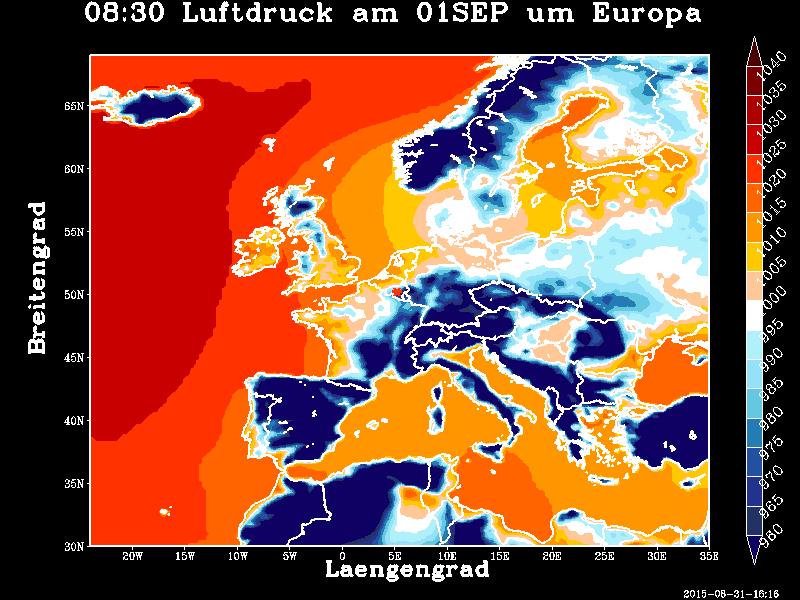 08:30 Luftdruck am 01SEP um Europa
Breitengrad
65N
60N
55N
50N
45N
40N
35N
30N
20W
15W
10W
5W
0
5E
10E
15E
20E
25E
30E
35E
Laengengrad
1040
1035
1030
1025
1020
1015
1010
1005
1000
995
990
985
980
975
970
965
960
2015-08-31-16:16